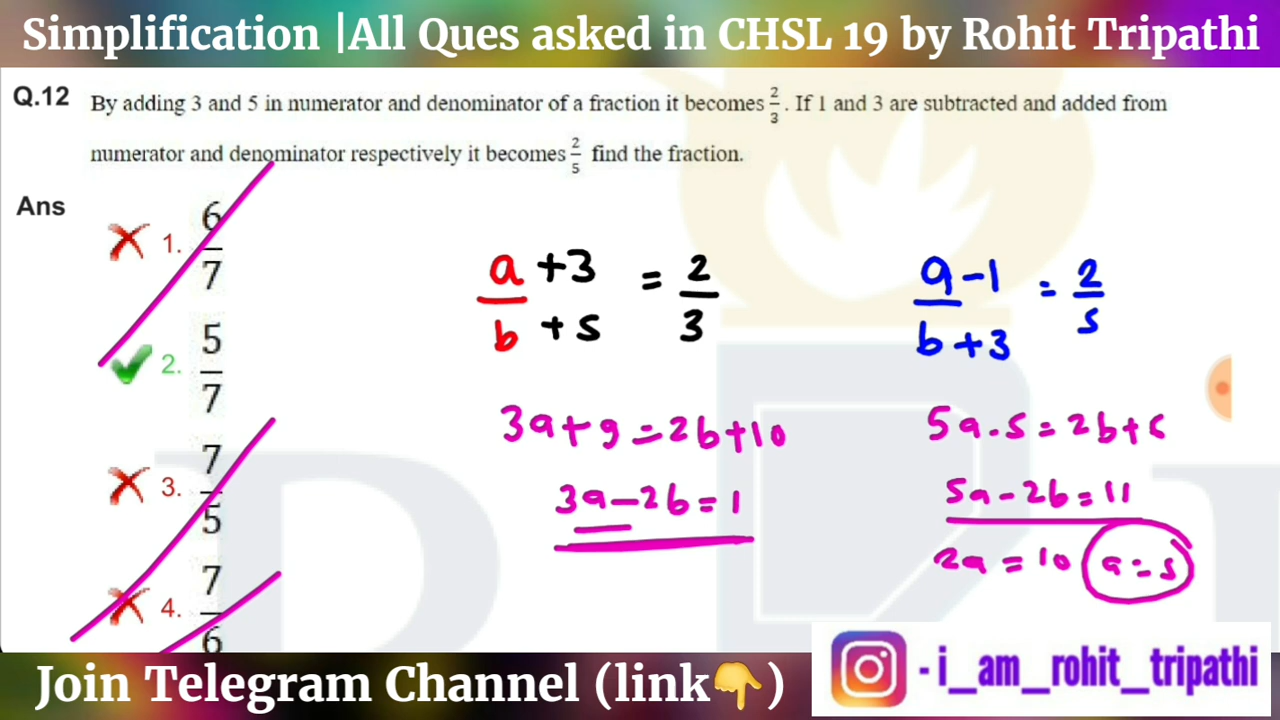 Simplification |All Ques asked in CHSL 19 by Rohit Tripathi
Q.12 By adding 3 and 5 in numerator and denominator of a fraction it becomes 2/3. If 1 and 3 are subtracted and added from
numerator and denominator respectively it becomes 2/5 find the fraction.
Ans
1. 6/7
2. 5/7
3. 7/5
4. 7/6
a+3 / b+5 = 2/3
a-1 / b+3 = 2/5
3a+9=2b+10
5a-5=2b+6
3a-2b=1
5a-2b=11
2a=10 a=5
Join Telegram Channel (link👇)
-i_am_rohit_tripathi